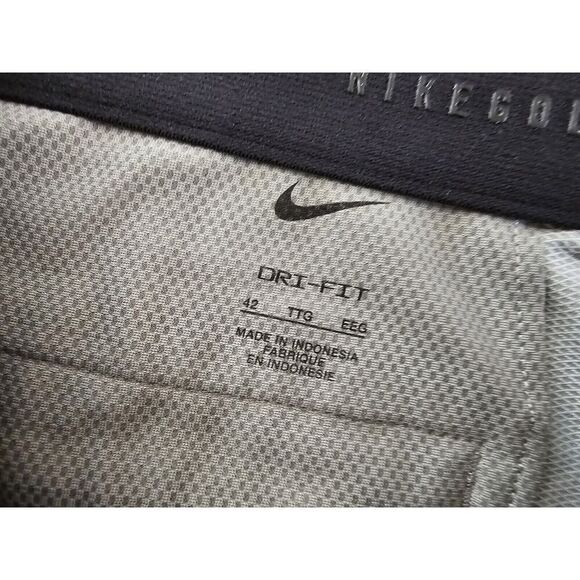 NIKEGOL
DRI-FIT
42 TTG EEG
MADE IN INDONESIA
FABRIQUE
EN INDONESIE